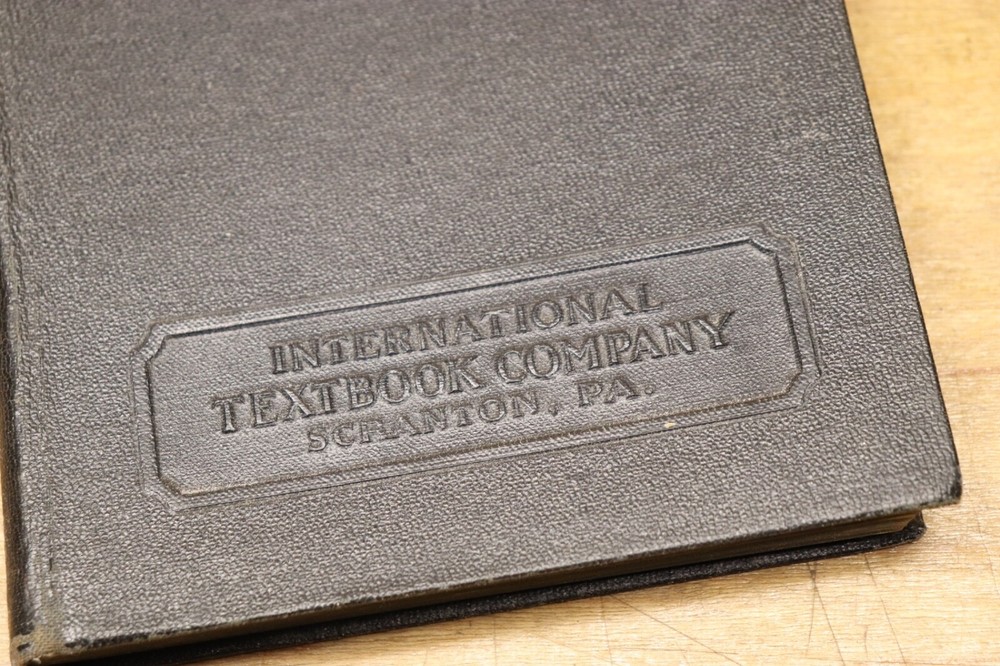 INTERNATIONAL
TEXTBOOK COMPANY
SCRANTON, PA.